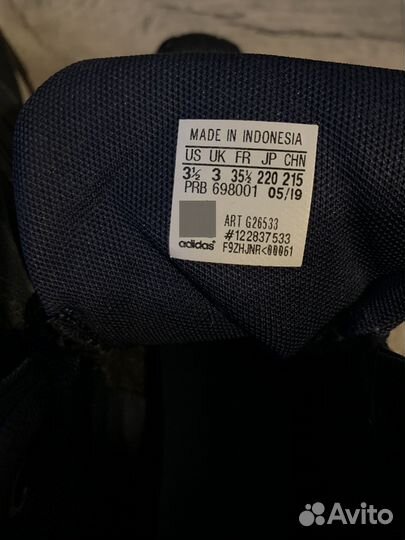 MADE IN INDONESIA
US UK FR JP CHN
3½ 3 35½ 220 215
PRB 698001 05/19
ART G26533
#122837533
adidas F9ZHJNR<00061
Avito